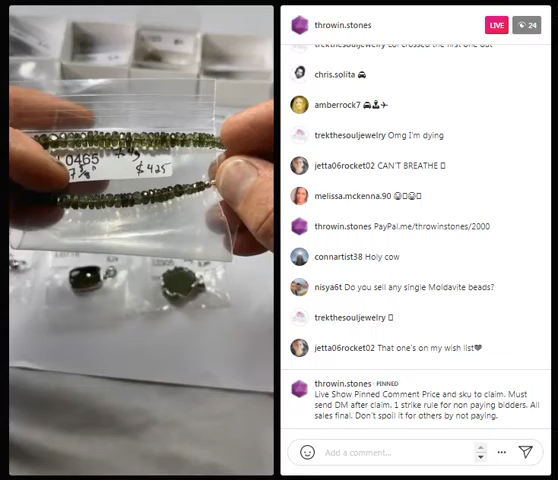 throwin.stones
LIVE
24
chris.solita
amberrock7
trekthesouljewelry Omg I'm dying
jetta06rocket02 CAN'T BREATHE
melissa.mckenna.90
throwin.stones PayPal.me/throwinstones/2000
connartist38 Holy cow
nisya6t Do you sell any single Moldavite beads?
trekthesouljewelry
jetta06rocket02 That one's on my wish list
throwin.stones · PINNED
Live Show Pinned Comment Price and sku to claim. Must
send DM after claim. 1 strike rule for non paying bidders. All
sales final. Don't spoil it for others by not paying.
Add a comment...
0465
7 3/8"
$425